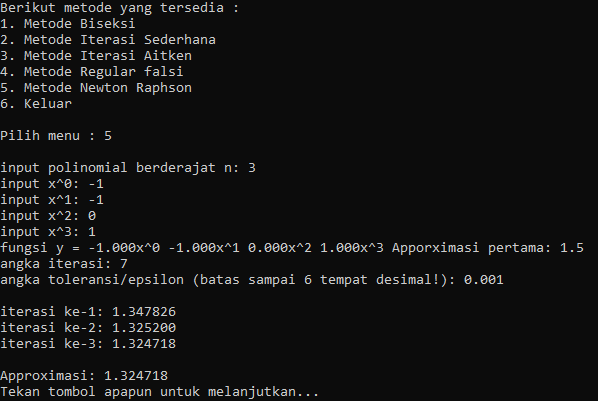 Berikut metode yang tersedia :
1. Metode Biseksi
2. Metode Iterasi Sederhana
3. Metode Iterasi Aitken
4. Metode Regular falsi
5. Metode Newton Raphson
6. Keluar
Pilih menu : 5
input polinomial berderajat n: 3
input x^0: -1
input x^1: -1
input x^2: 0
input x^3: 1
fungsi y = -1.000x^0 -1.000x^1 0.000x^2 1.000x^3 Apporximasi pertama: 1.5
angka iterasi: 7
angka toleransi/epsilon (batas sampai 6 tempat desimal!): 0.001
iterasi ke-1: 1.347826
iterasi ke-2: 1.325200
iterasi ke-3: 1.324718
Approximasi: 1.324718
Tekan tombol apapun untuk melanjutkan...